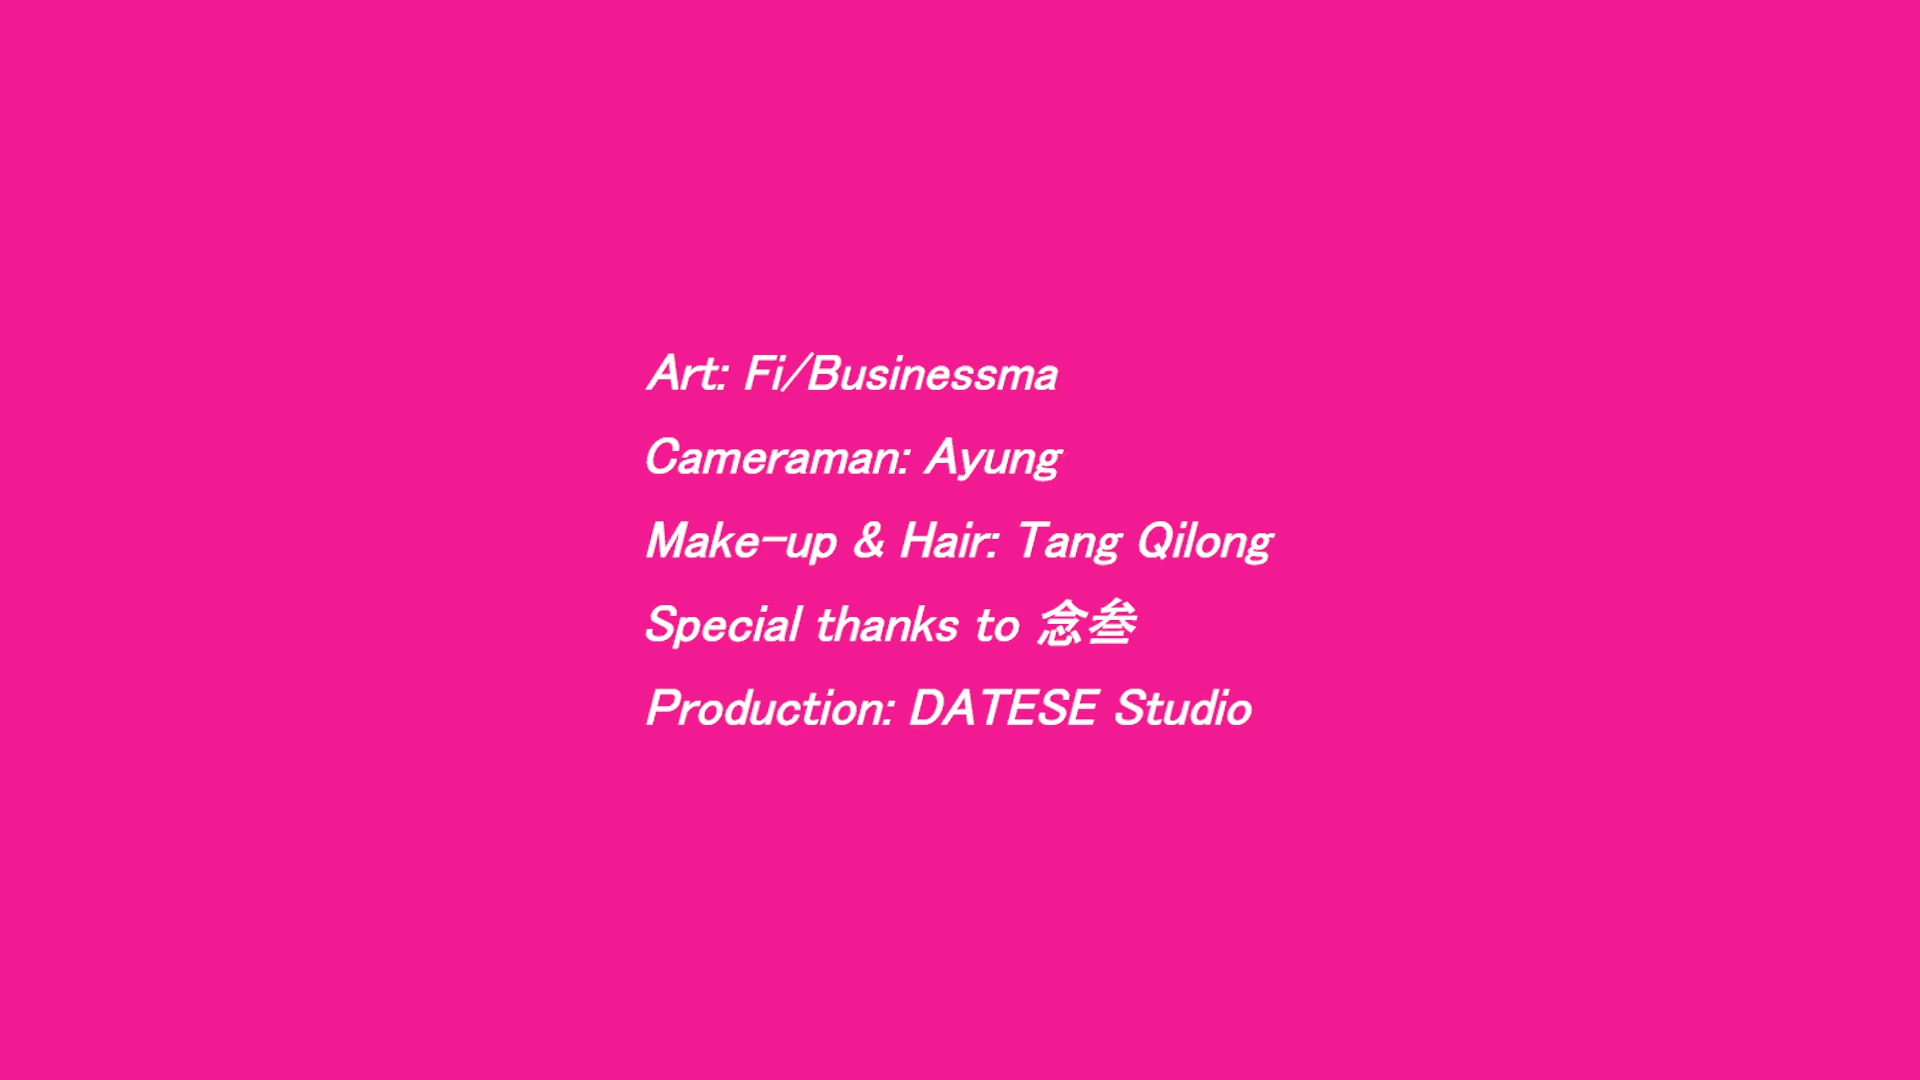 Art: Fi/Businessma
Cameraman: Ayung
Make-up & Hair: Tang Qilong
Special thanks to 念叁
Production: DATESE Studio